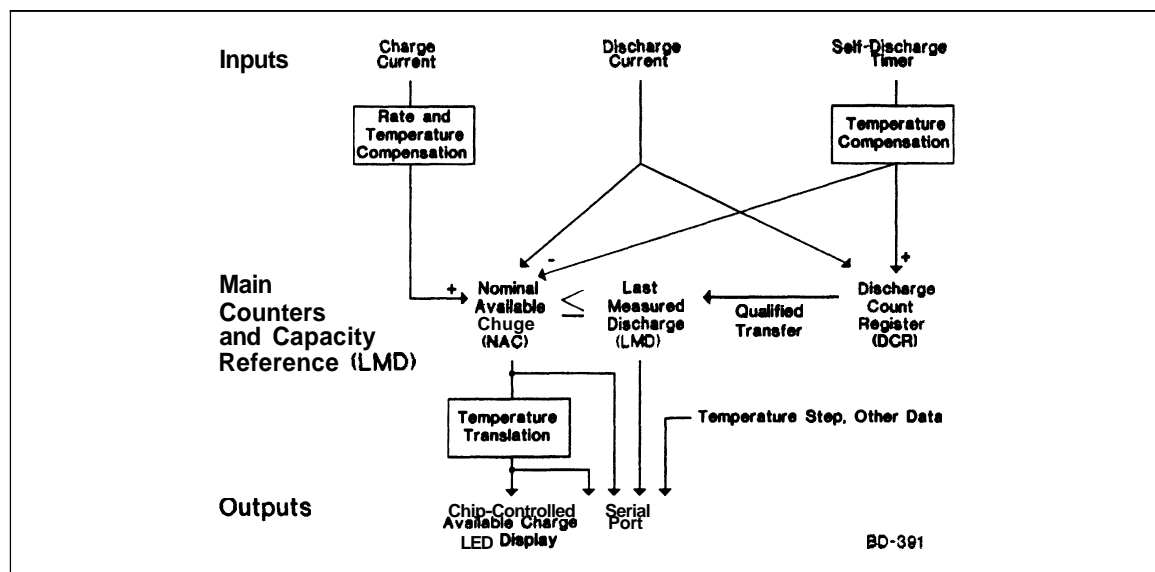 Inputs
Charge
Current
Discharge
Current
Self-Discharge
Timer
Rate and
Temperature
Compensation
Temperature
Compensation
-
+
+
Main
Counters
and Capacity
Reference (LMD)
Nominal
Available
Chuge
(NAC)
≤
Last
Measured
Discharge
(LMD)
Qualified
Transfer
Discharge
Count
Register
(DCR)
Temperature
Translation
Temperature Step, Other Data
Outputs
Chip-Controlled
Available Charge
LED Display
Serial
Port
BD-391